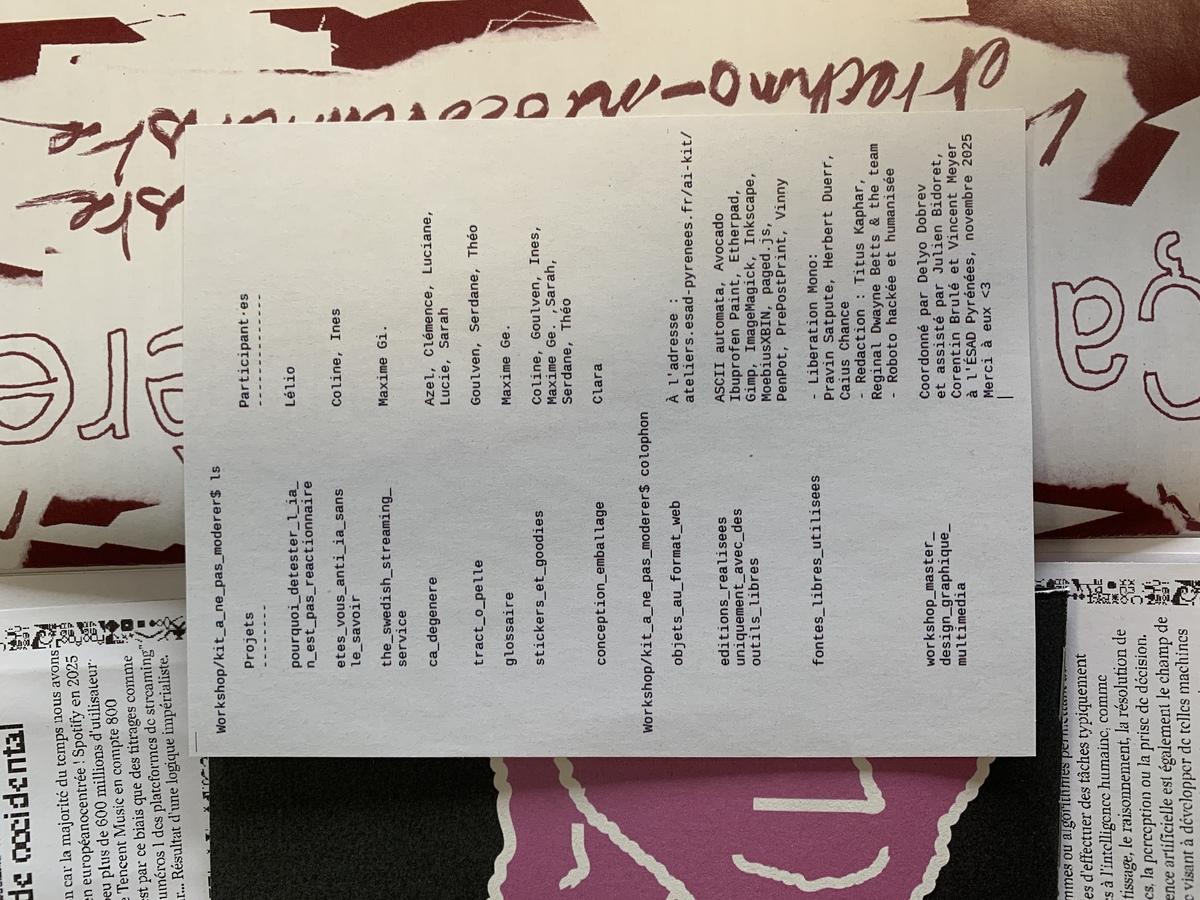 Workshop/kit_a_ne_pas_moderer$ ls
Projets Participant·es
------- --------------
pourquoi_detester_l_ia_ Lélio
n_est_pas_reactionnaire
etes_vous_anti_ia_sans Coline, Ines
le_savoir
the_swedish_streaming_ Maxime Gi.
service
ca_degenere Azel, Clémence, Luciane,
Lucie, Sarah
tract_o_pelle Goulven, Serdane, Théo
glossaire Maxime Ge.
stickers_et_goodies Coline, Goulven, Ines,
Maxime Ge. ,Sarah,
Serdane, Théo
conception_emballage Clara
Workshop/kit_a_ne_pas_moderer$ colophon
objets_au_format_web À l'adresse :
ateliers.esad-pyrenees.fr/ai-kit/
editions_realisees ASCII automata, Avocado
uniquement_avec_des Ibuprofen Paint, Etherpad,
outils_libres Gimp, ImageMagick, Inkscape,
MoebiusXBIN, paged.js,
PenPot, PrePostPrint, Vinny
fontes_libres_utilisees - Liberation Mono:
Pravin Satpute, Herbert Duerr,
Caius Chance
- Redaction : Titus Kaphar,
Reginal Dwayne Betts & the team
- Roboto hackée et humanisée
workshop_master_ Coordonné par Delyo Dobrev
design_graphique_ et assisté par Julien Bidoret,
multimedia Corentin Brulé et Vincent Meyer
à l'ÉSAD Pyrénées, novembre 2025
Merci à eux <3
de occidental
car la majorité du temps nous avons
en européanocentrée ! Spotify en 2025
peu plus de 600 millions d'utilisateur·
Tencent Music en compte 800
est par ce biais que des titrages comme
numéros 1 des plateformes de streaming"
Résultat d'une logique impérialiste.
ou algorithmes
d'effectuer des tâches typiquement
à l'intelligence humaine, comme
le raisonnement, la résolution de
la perception ou la prise de décision.
artificielle est également le champ de
visant à développer de telles machines